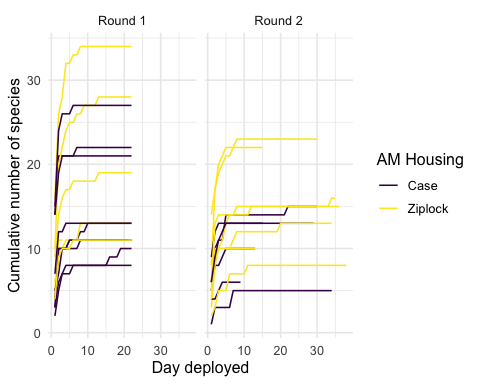 Round 1
Round 2
Cumulative number of species
30
20
10
0
0
10
20
30
0
10
20
30
Day deployed
AM Housing
Case
Ziplock